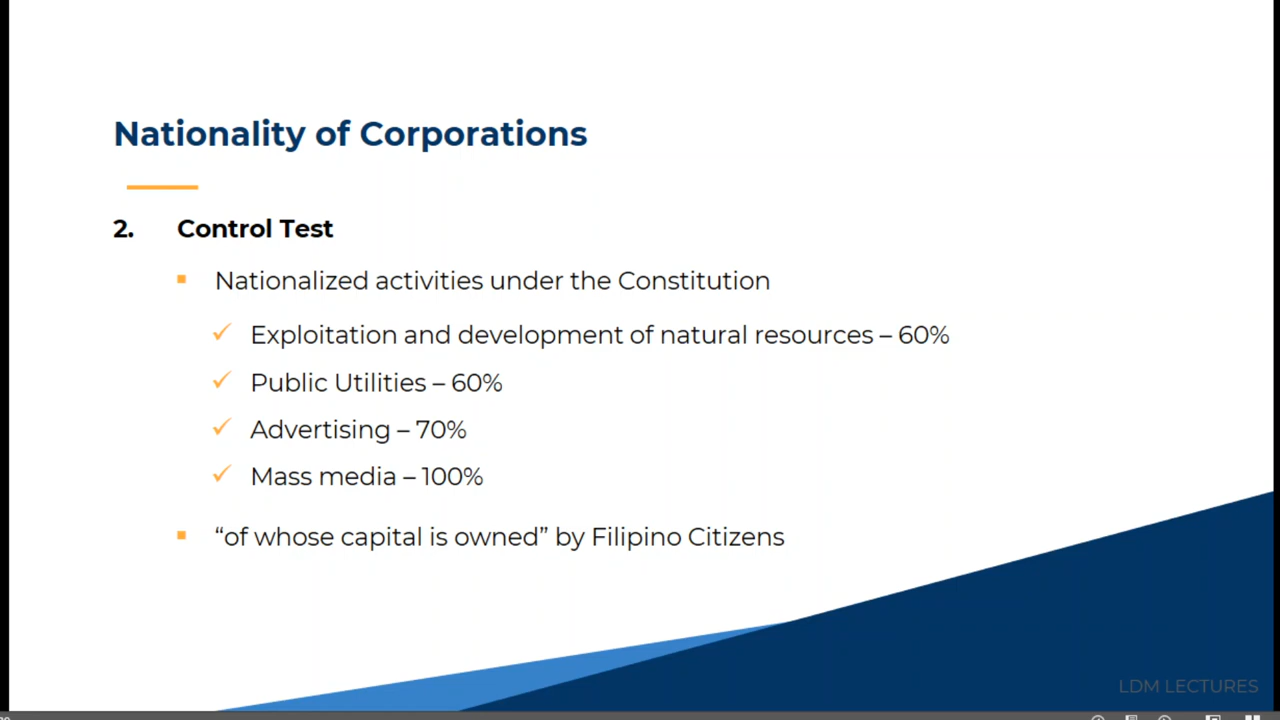 Nationality of Corporations
2. Control Test
▪ Nationalized activities under the Constitution
✓ Exploitation and development of natural resources – 60%
✓ Public Utilities – 60%
✓ Advertising – 70%
✓ Mass media – 100%
▪ “of whose capital is owned” by Filipino Citizens
LDM LECTURES